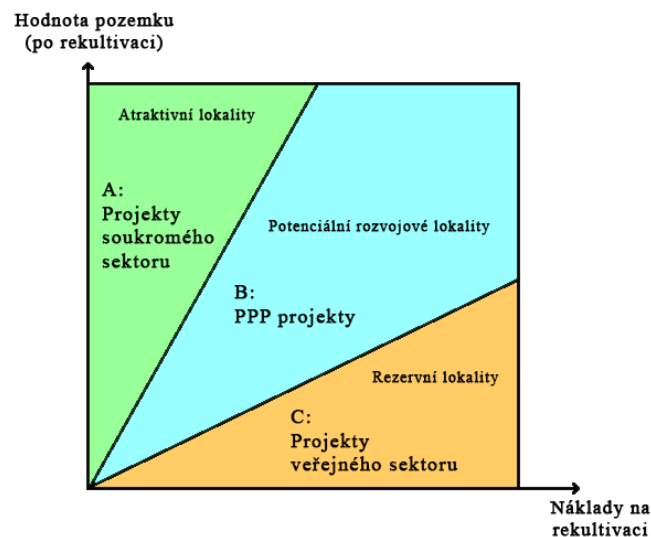 Hodnota pozemku
(po rekultivaci)
Atraktivní lokality
A:
Projekty
soukromého
sektoru
Potenciální rozvojové lokality
B:
PPP projekty
Rezervní lokality
C:
Projekty
veřejného sektoru
Náklady na
rekultivaci